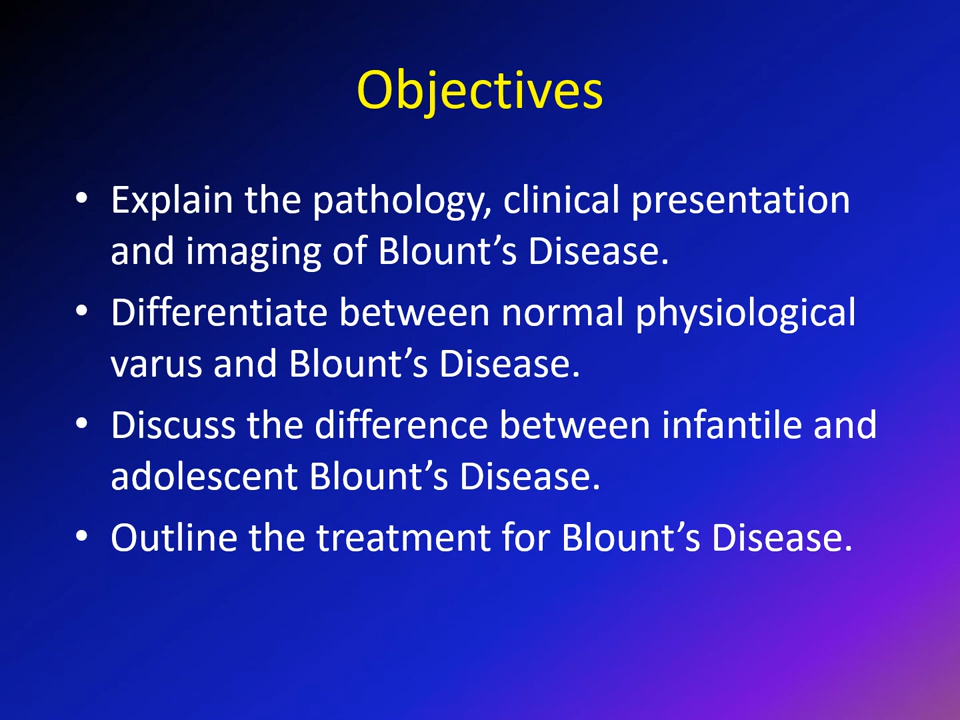 Objectives
• Explain the pathology, clinical presentation
and imaging of Blount’s Disease.
• Differentiate between normal physiological
varus and Blount’s Disease.
• Discuss the difference between infantile and
adolescent Blount’s Disease.
• Outline the treatment for Blount’s Disease.